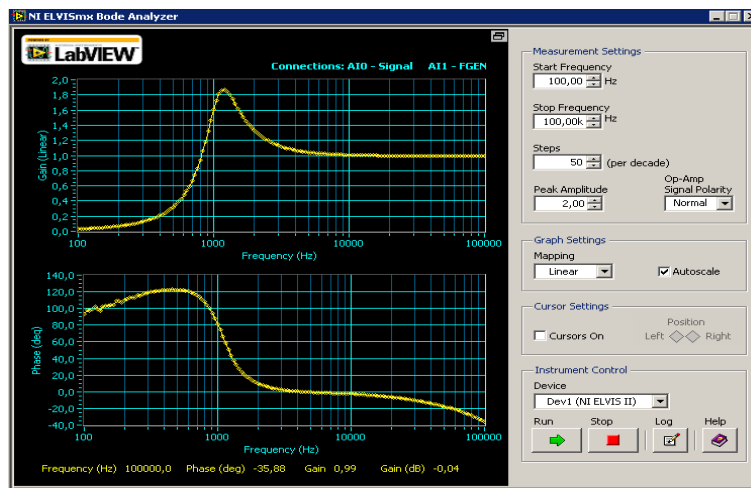 NI ELVISmx Bode Analyzer
LabVIEW
Connections: AI0 - Signal AI1 - FGEN
2,0
1,8
1,6
1,4
1,2
1,0
0,8
0,6
0,4
0,2
0,0
Gain (Linear)
100 1000 10000 100000
Frequency (Hz)
140,0
120,0
100,0
80,0
60,0
40,0
20,0
0,0
-20,0
-40,0
Phase (deg)
100 1000 10000 100000
Frequency (Hz)
Frequency (Hz) 100000,0 Phase (deg) -35,88 Gain 0,99 Gain (dB) -0,04
Measurement Settings
Start Frequency
100,00 Hz
Stop Frequency
100,00k Hz
Steps
50 (per decade)
Peak Amplitude
2,00
Op-Amp
Signal Polarity
Normal
Graph Settings
Mapping
Linear
Autoscale
Cursor Settings
Cursors On
Position
Left Right
Instrument Control
Device
Dev1 (NI ELVIS II)
Run Stop Log Help